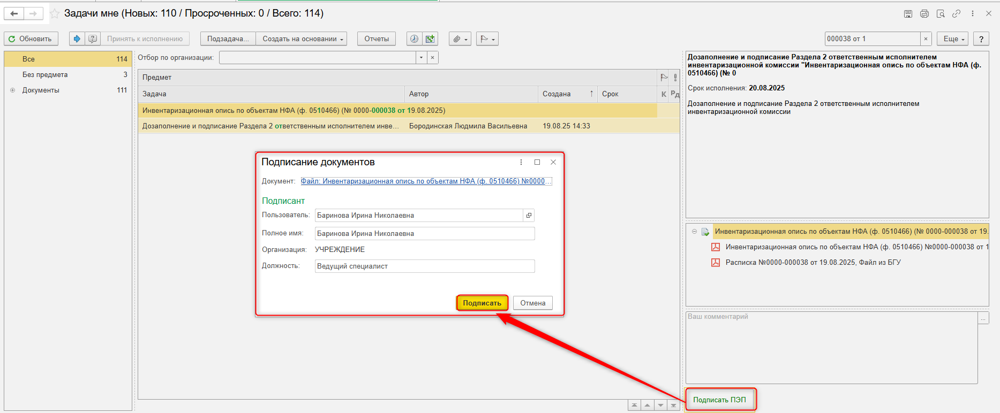 Задачи мне (Новых: 110 / Просроченных: 0 / Всего: 114)
Обновить
Принять к исполнению
Подзадача...
Создать на основании
Отчеты
000038 от 1
×
Еще
?
Все 114
Без предмета 3
Документы 111
Отбор по организации:
Предмет
Задача Автор Создана ↑ Срок К Рд
Инвентаризационная опись по объектам НФА (ф. 0510466) (№ 0000-000038 от 19.08.2025)
Дозаполнение и подписание Раздела 2 ответственным исполнителем инве... Бородинская Людмила Васильевна 19.08.25 14:33
Подписание документов
Документ: Файл: Инвентаризационная опись по объектам НФА (ф. 0510466) №0000...
Подписант
Пользователь: Баринова Ирина Николаевна
Полное имя: Баринова Ирина Николаевна
Организация: УЧРЕЖДЕНИЕ
Должность: Ведущий специалист
Подписать
Отмена
Дозаполнение и подписание Раздела 2 ответственным исполнителем
инвентаризационной комиссии "Инвентаризационная опись по объектам НФА (ф.
0510466) (№ 0
Срок исполнения: 20.08.2025
Дозаполнение и подписание Раздела 2 ответственным исполнителем
инвентаризационной комиссии
Инвентаризационная опись по объектам НФА (ф. 0510466) (№ 0000-000038 от 19.
Инвентаризационная опись по объектам НФА (ф. 0510466) №0000-000038 от 1
Расписка №0000-000038 от 19.08.2025, Файл из БГУ
Ваш комментарий
...
Подписать ПЭП